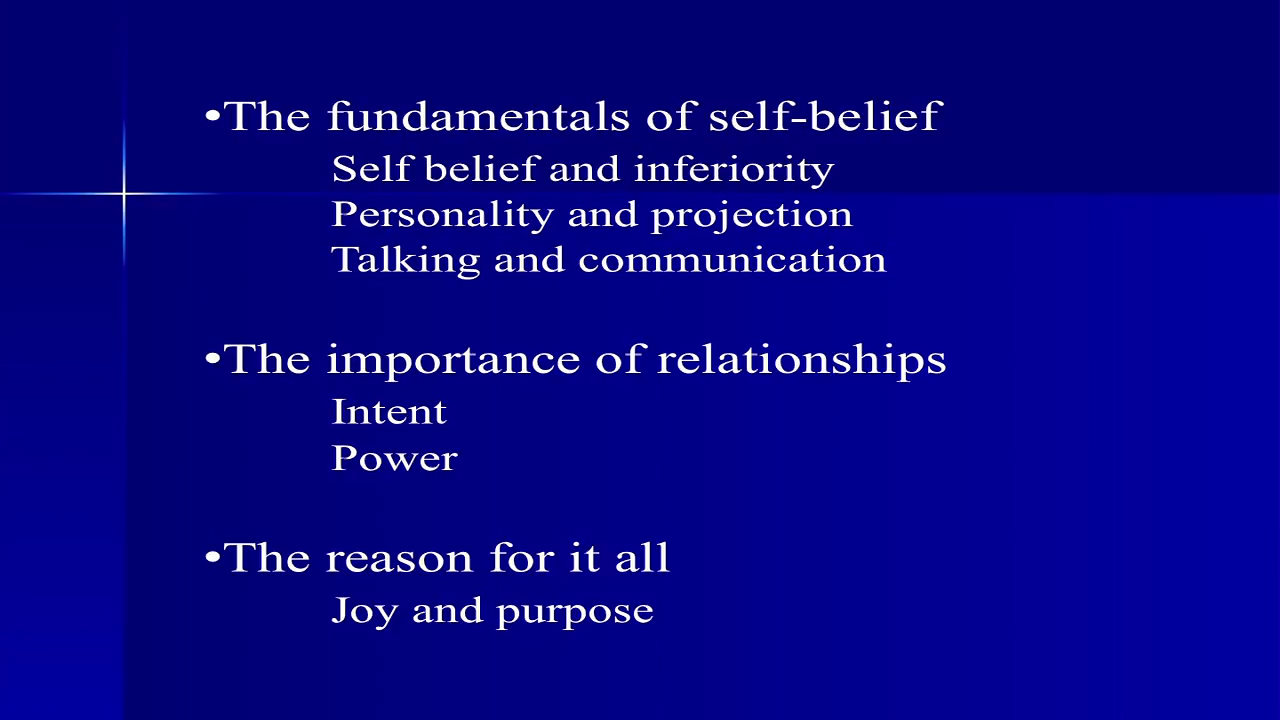 •The fundamentals of self-belief
Self belief and inferiority
Personality and projection
Talking and communication
•The importance of relationships
Intent
Power
•The reason for it all
Joy and purpose